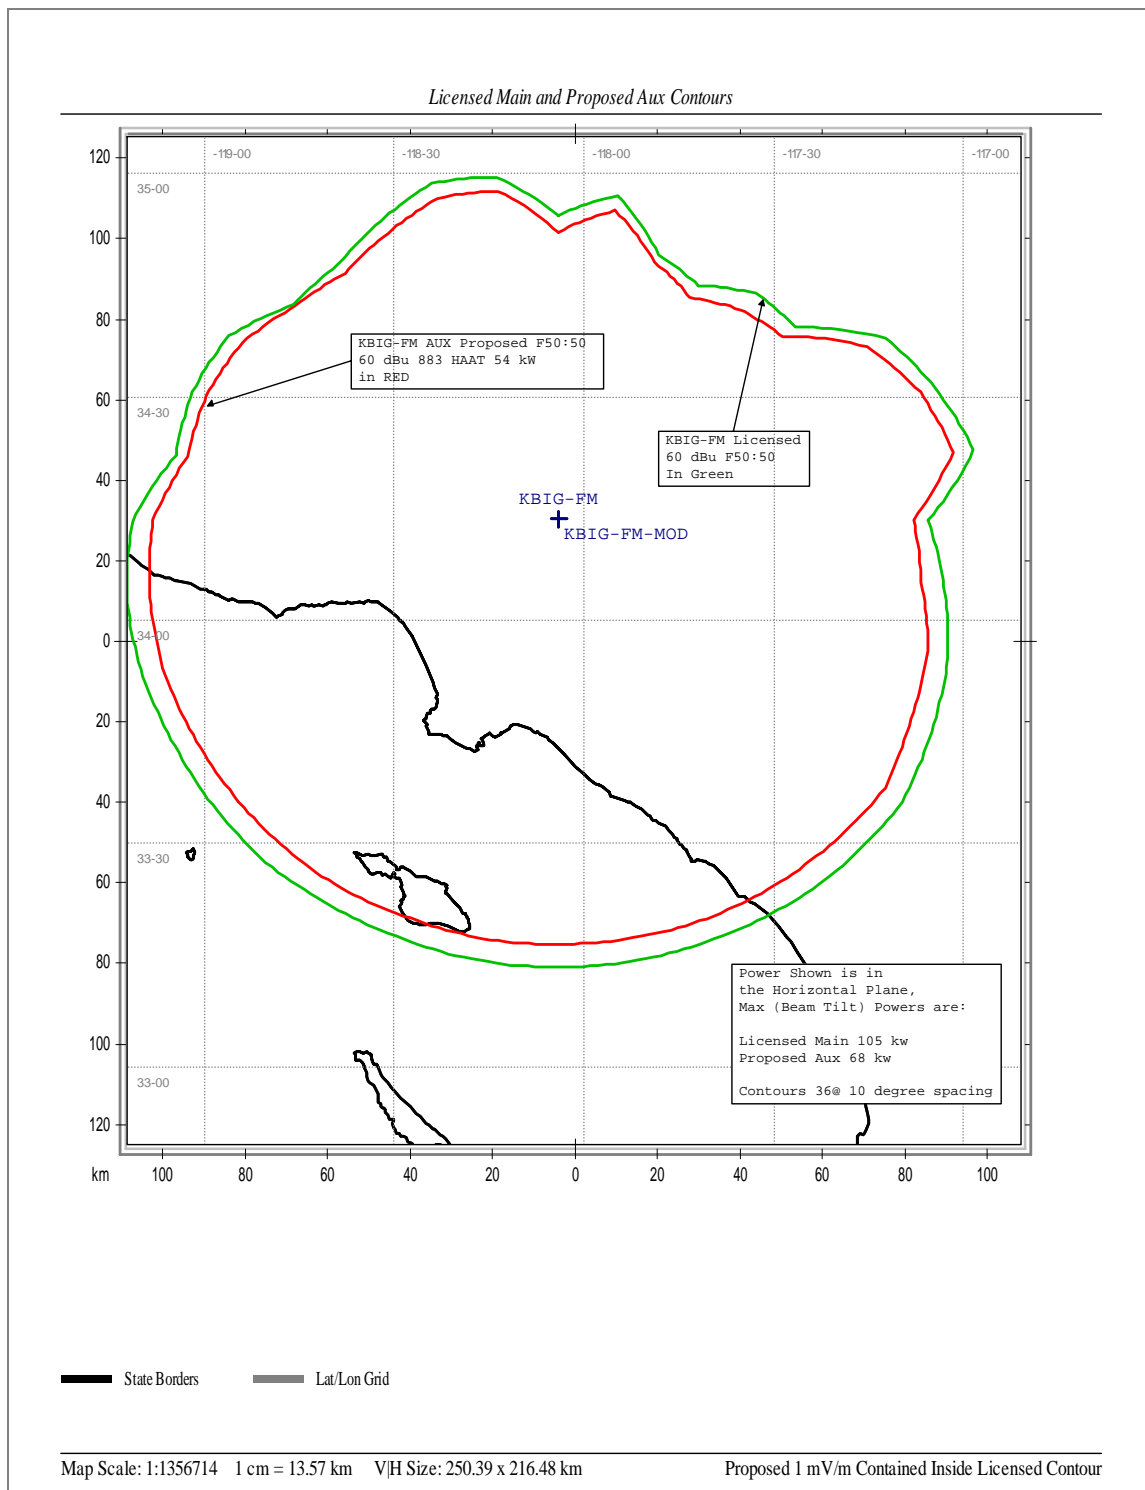 Licensed Main and Proposed Aux Contours
-119-00 -118-30 -118-00 -117-30 -117-00
120
35-00
100
80
KBIG-FM AUX Proposed F50:50
60 dBu 883 HAAT 54 kW
in RED
60
34-30
KBIG-FM Licensed
60 dBu F50:50
In Green
40
KBIG-FM
KBIG-FM-MOD
20
34-00
0
20
40
33-30
60
80
Power Shown is in
the Horizontal Plane,
Max (Beam Tilt) Powers are:
Licensed Main 105 kw
Proposed Aux 68 kw
Contours 36@ 10 degree spacing
100
33-00
120
km 100 80 60 40 20 0 20 40 60 80 100
State Borders Lat/Lon Grid
Map Scale: 1:1356714 1 cm = 13.57 km V|H Size: 250.39 x 216.48 km Proposed 1 mV/m Contained Inside Licensed Contour